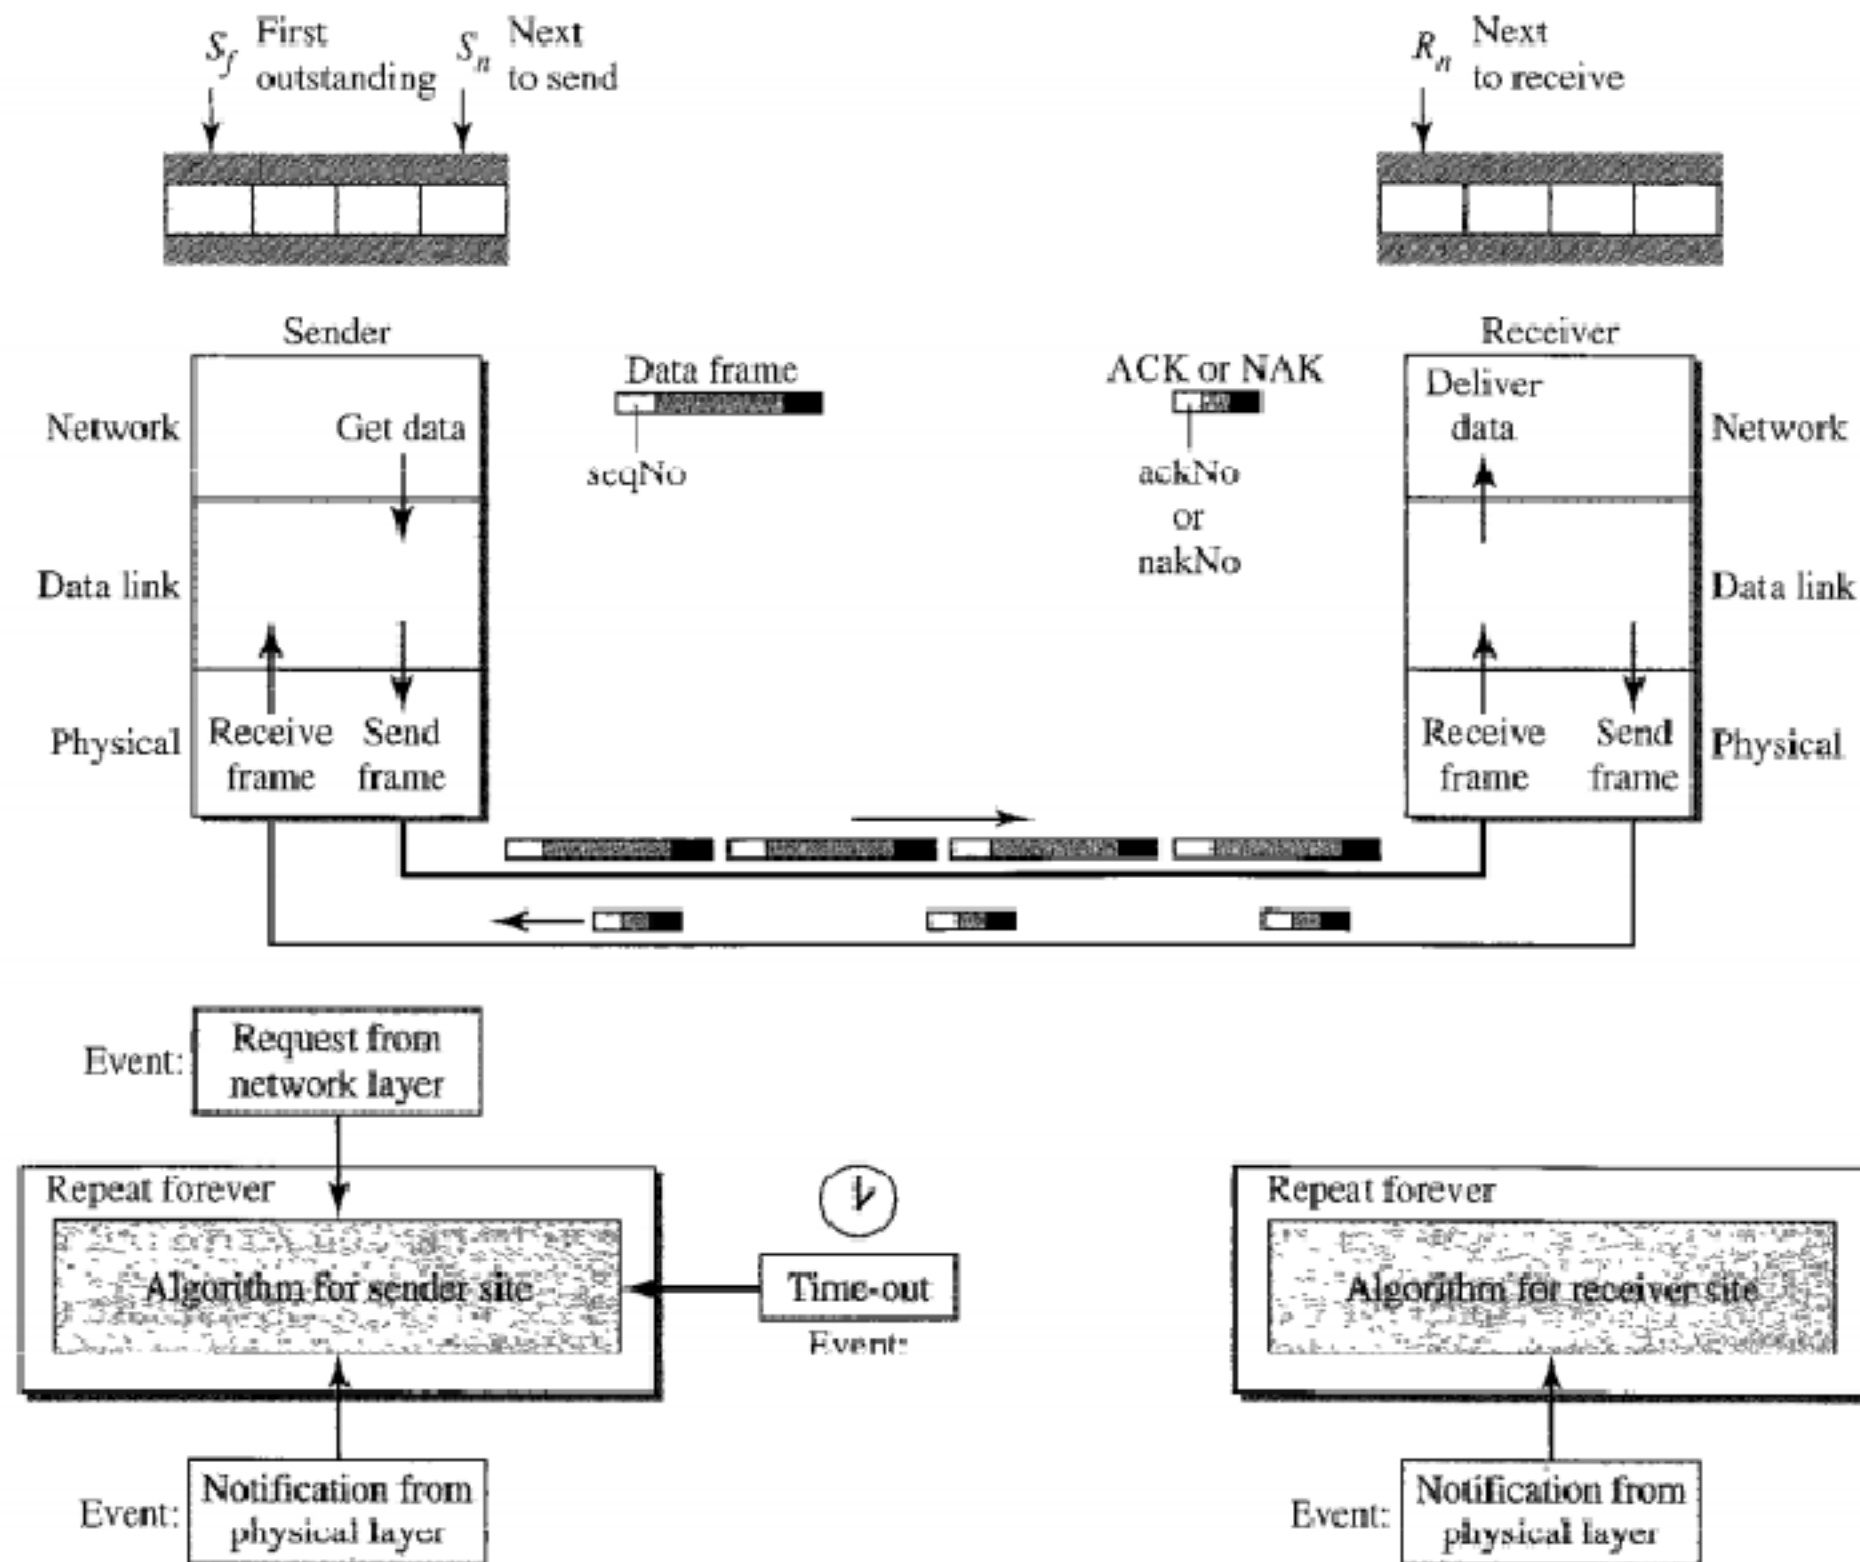 S_f First outstanding
S_n Next to send
R_n Next to receive
Sender
Receiver
Data frame
seqNo
ACK or NAK
ackNo
or
nakNo
Network
Get data
Deliver
data
Network
Data link
Data link
Physical
Receive
frame
Send
frame
Receive
frame
Send
frame
Physical
Event:
Request from
network layer
Repeat forever
Algorithm for sender site
Time-out
Event:
Repeat forever
Algorithm for receiver site
Event:
Notification from
physical layer
Event:
Notification from
physical layer